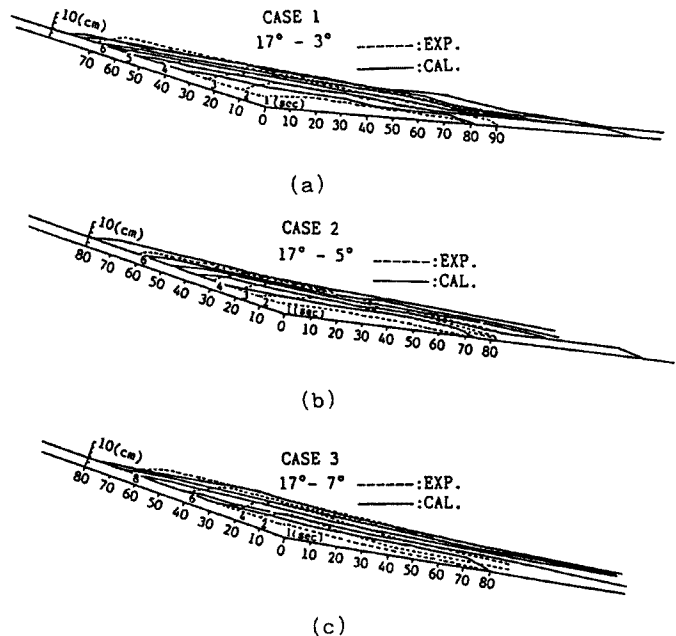 10(cm)
CASE 1
17° - 3°
-------:EXP.
———:CAL.
6
5
4
3
2
1(sec)
70 60 50 40 30 20 10 0 10 20 30 40 50 60 70 80 90
(a)
10(cm)
CASE 2
17° - 5°
-------:EXP.
———:CAL.
6
4
3
2
1(sec)
80 70 60 50 40 30 20 10 0 10 20 30 40 50 60 70 80
(b)
10(cm)
CASE 3
17° - 7°
-------:EXP.
———:CAL.
8
6
4
2
1(sec)
80 70 60 50 40 30 20 10 0 10 20 30 40 50 60 70 80
(c)